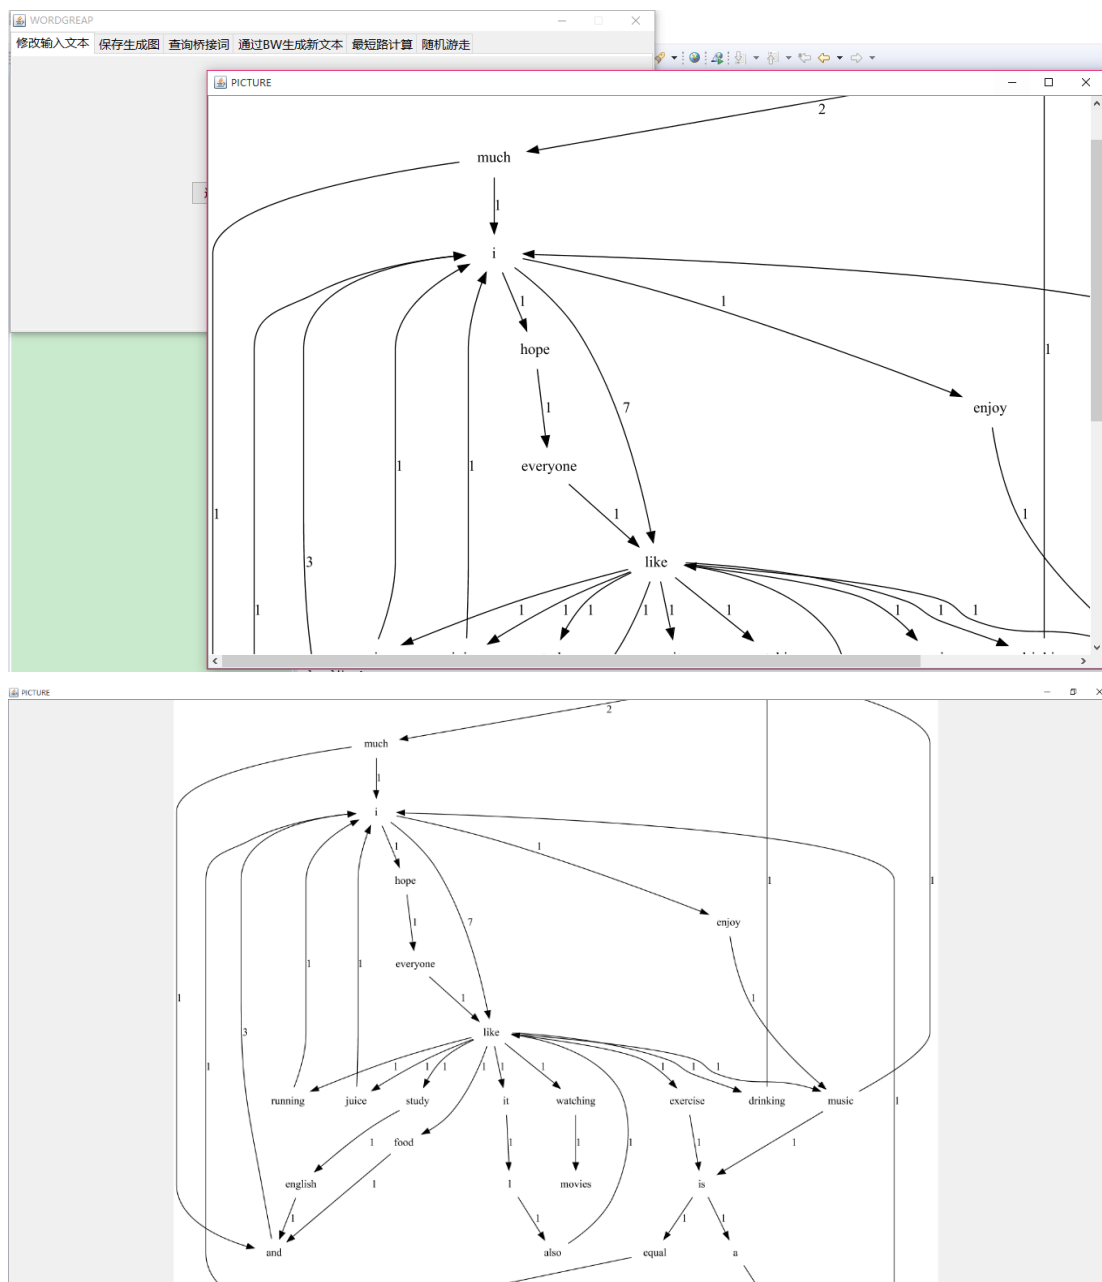 WORDGREAP
修改输入文本 保存生成图 查询桥接词 通过BW生成新文本 最短路计算 随机游走
PICTURE
2
much
1
i
1
1
hope
1
1
7
enjoy
1
1
everyone
1
1
1
3
like
1
1 1 1 1 1 1 1 1 1
PICTURE
2
much
1
i
1
1
hope
1
1
1
1
1
7
enjoy
everyone
1
1
1
1
3
like
1
1 1 1 1 1 1 1 1 1
running juice study it watching exercise drinking music
1
1
food
1
1
1
1
1
english
1
1
movies
is
1
1
1
1
and
also
equal
a